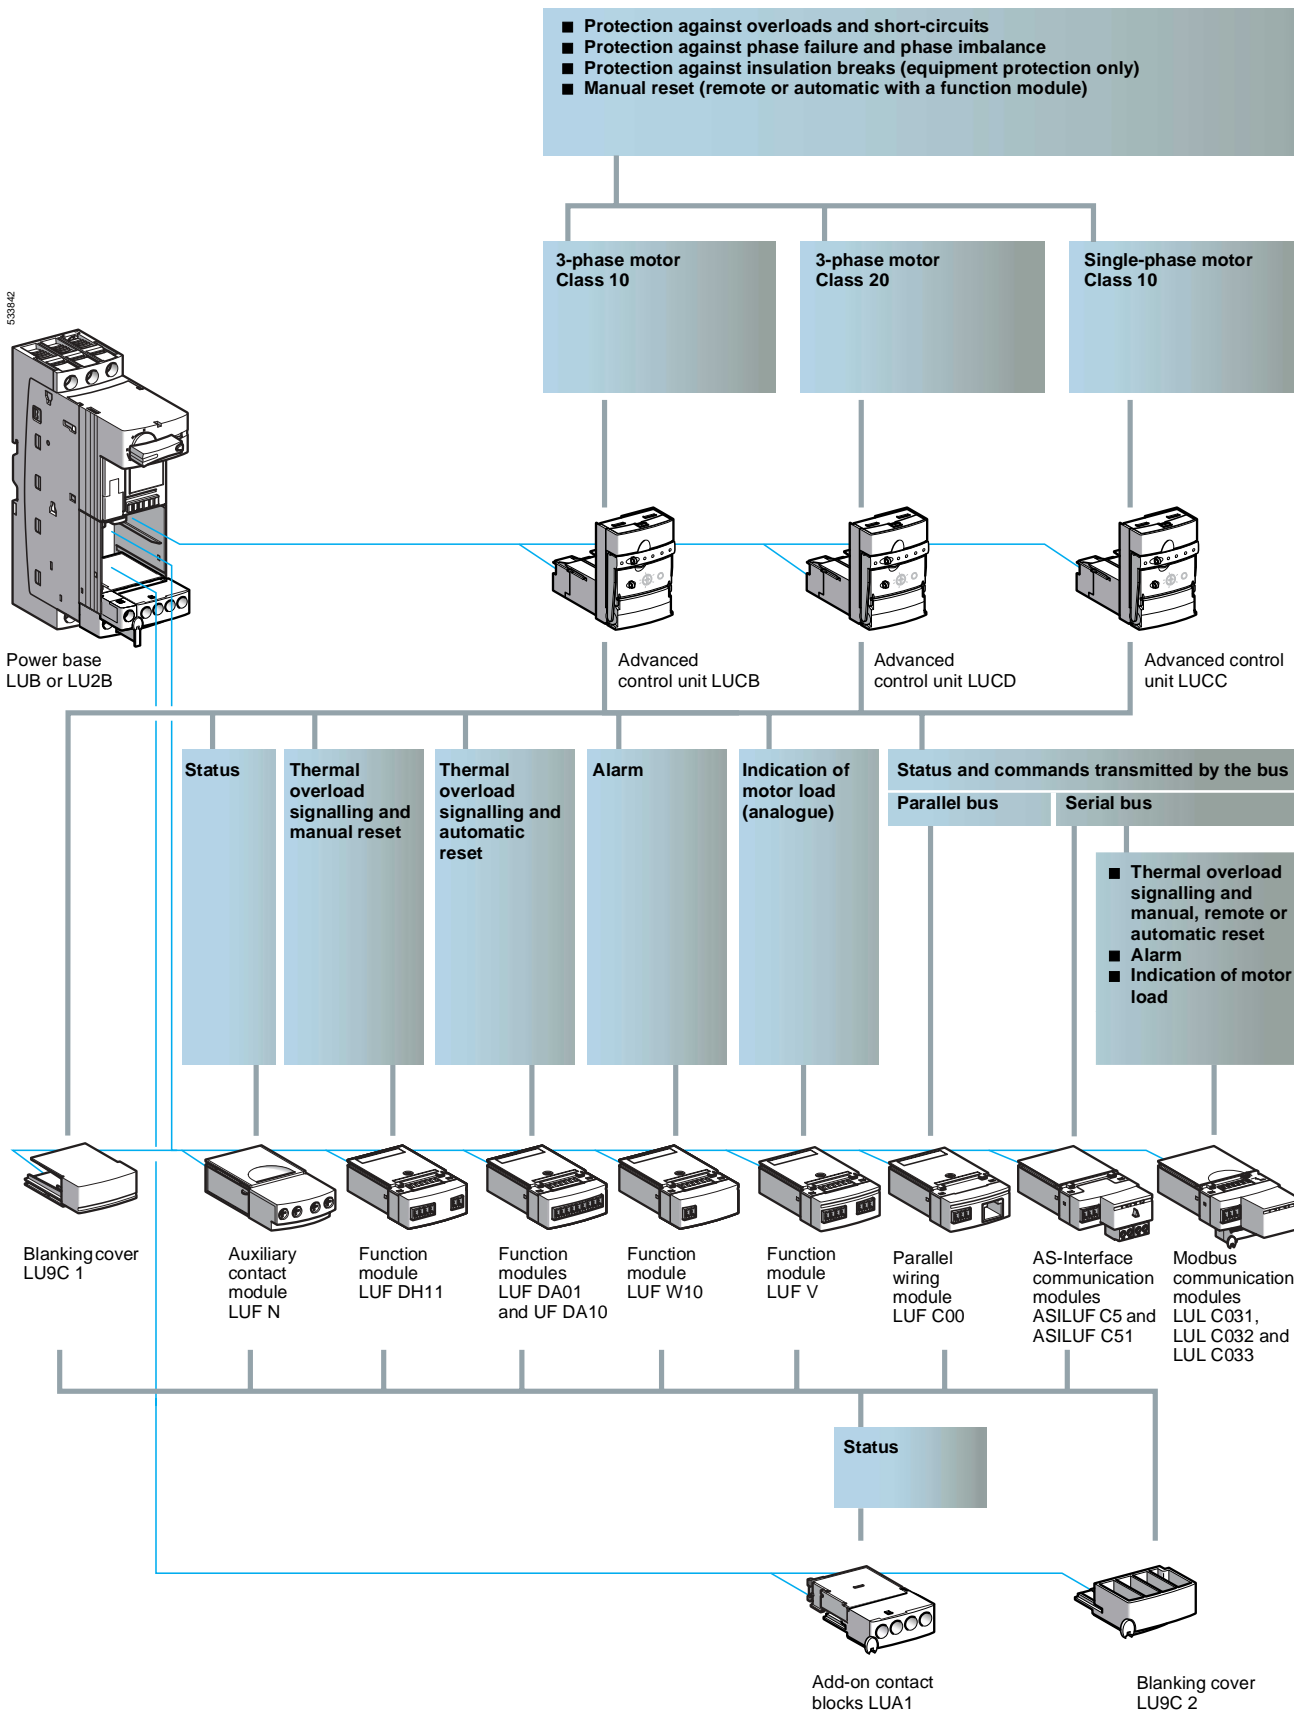 ■ Protection against overloads and short-circuits
■ Protection against phase failure and phase imbalance
■ Protection against insulation breaks (equipment protection only)
■ Manual reset (remote or automatic with a function module)
3-phase motor
Class 10
3-phase motor
Class 20
Single-phase motor
Class 10
533842
Power base
LUB or LU2B
Advanced
control unit LUCB
Advanced
control unit LUCD
Advanced control
unit LUCC
Status
Thermal
overload
signalling and
manual reset
Thermal
overload
signalling and
automatic
reset
Alarm
Indication of
motor load
(analogue)
Status and commands transmitted by the bus
Parallel bus
Serial bus
■ Thermal overload
signalling and
manual, remote or
automatic reset
■ Alarm
■ Indication of motor
load
Blanking cover
LU9C 1
Auxiliary
contact
module
LUF N
Function
module
LUF DH11
Function
modules
LUF DA01
and UF DA10
Function
module
LUF W10
Function
module
LUF V
Parallel
wiring
module
LUF C00
AS-Interface
communication
modules
ASILUF C5 and
ASILUF C51
Modbus
communication
modules
LUL C031,
LUL C032 and
LUL C033
Status
Add-on contact
blocks LUA1
Blanking cover
LU9C 2